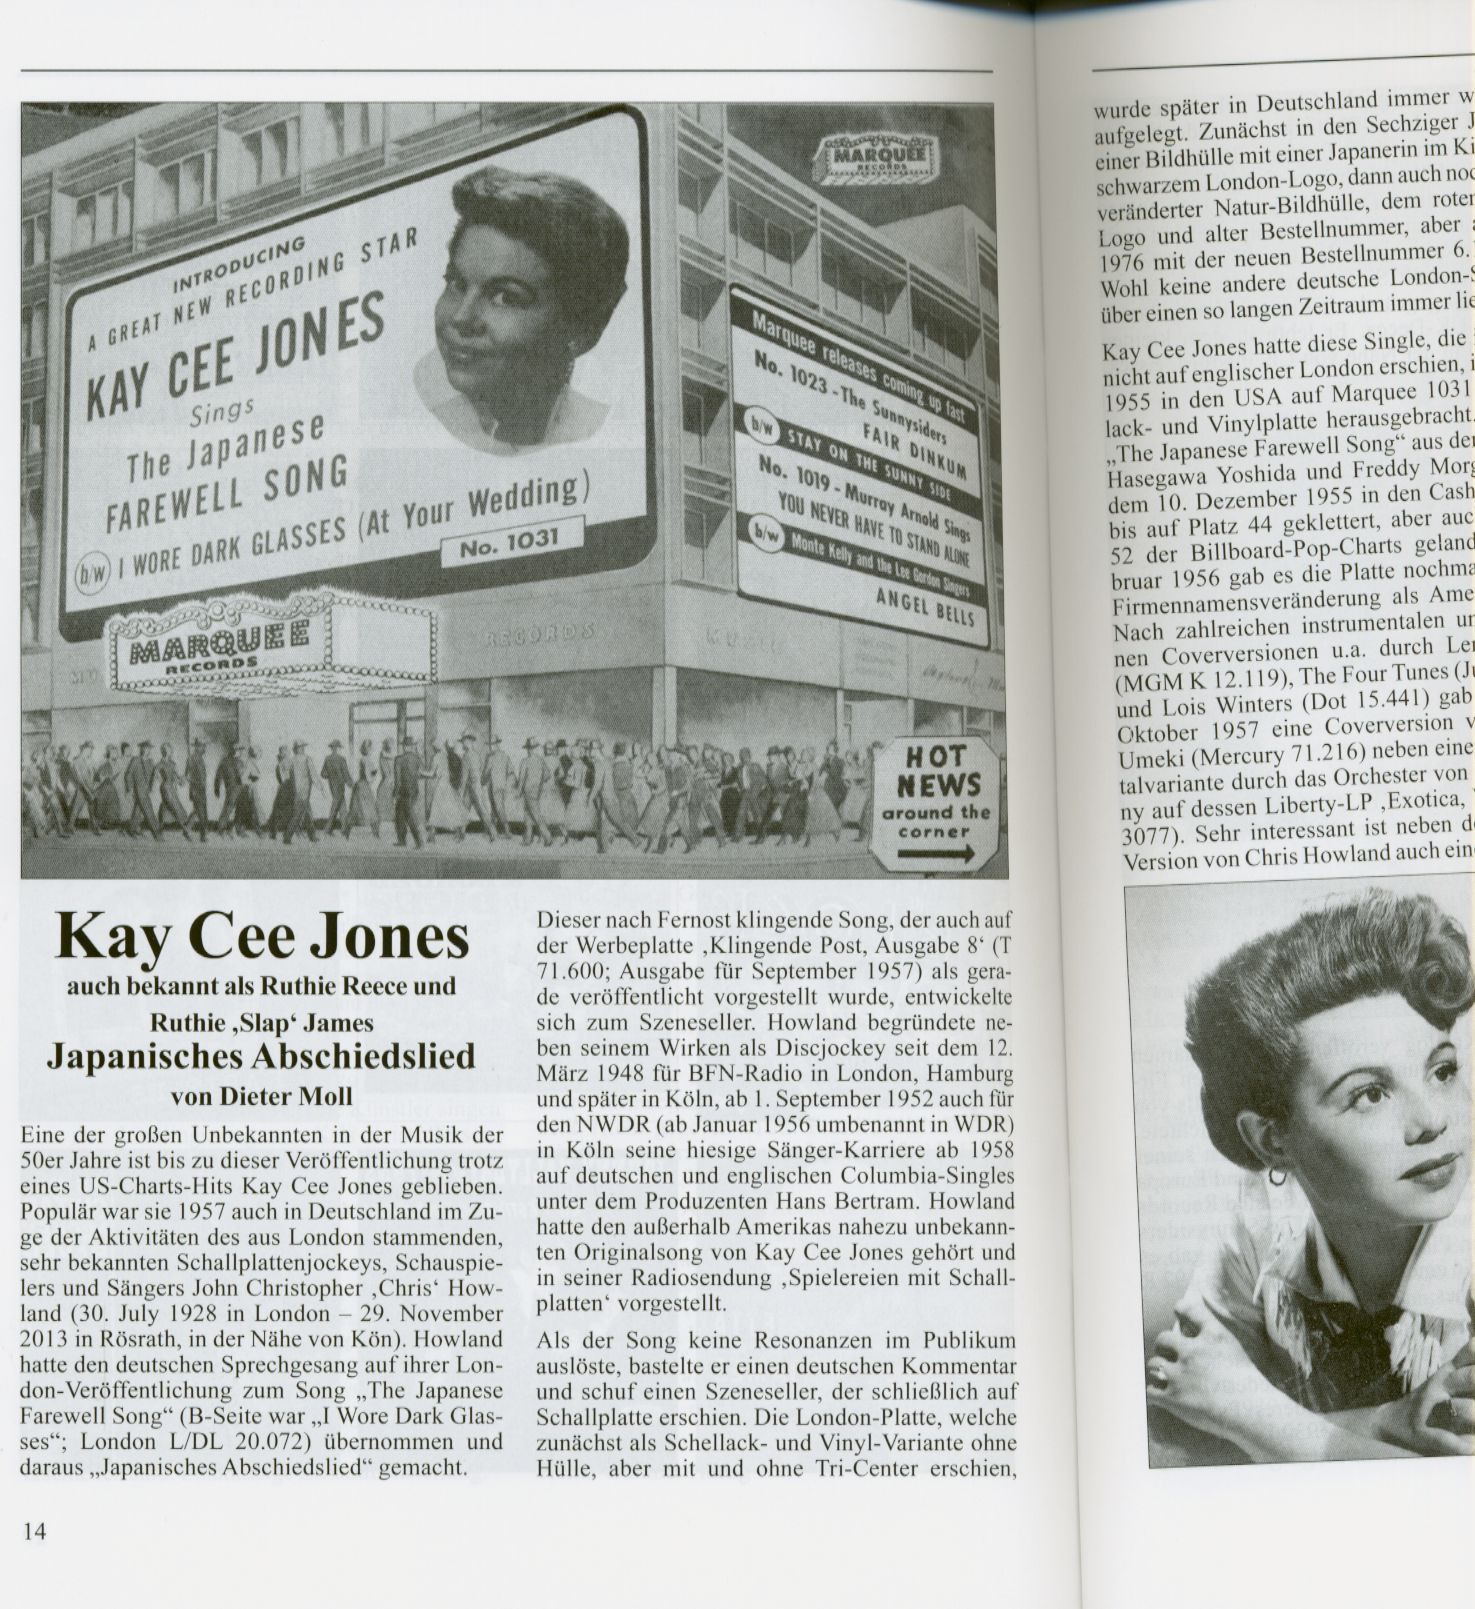 INTRODUCING
A GREAT NEW RECORDING STAR
KAY CEE JONES
Sings
The Japanese
FAREWELL SONG
b/w I WORE DARK GLASSES (At Your Wedding)
No. 1031
MARQUEE
RECORDS
MARQUEE
RECORDS
Marquee releases coming up fast
No. 1023 - The Sunnysiders
FAIR DINKUM
b/w STAY ON THE SUNNY SIDE
No. 1019 - Murray Arnold Sings
YOU NEVER HAVE TO STAND ALONE
b/w Monte Kelly and the Lee Gordon Singers
ANGEL BELLS
RECORDS
HOT
NEWS
around the
corner
Kay Cee Jones
auch bekannt als Ruthie Reece und
Ruthie ‚Slap‘ James
Japanisches Abschiedslied
von Dieter Moll
Eine der großen Unbekannten in der Musik der
50er Jahre ist bis zu dieser Veröffentlichung trotz
eines US-Charts-Hits Kay Cee Jones geblieben.
Populär war sie 1957 auch in Deutschland im Zu-
ge der Aktivitäten des aus London stammenden,
sehr bekannten Schallplattenjockeys, Schauspie-
lers und Sängers John Christopher ‚Chris‘ How-
land (30. July 1928 in London – 29. November
2013 in Rösrath, in der Nähe von Kön). Howland
hatte den deutschen Sprechgesang auf ihrer Lon-
don-Veröffentlichung zum Song „The Japanese
Farewell Song“ (B-Seite war „I Wore Dark Glas-
ses“; London L/DL 20.072) übernommen und
daraus „Japanisches Abschiedslied“ gemacht.
Dieser nach Fernost klingende Song, der auch auf
der Werbeplatte ‚Klingende Post, Ausgabe 8‘ (T
71.600; Ausgabe für September 1957) als gera-
de veröffentlicht vorgestellt wurde, entwickelte
sich zum Szeneseller. Howland begründete ne-
ben seinem Wirken als Discjockey seit dem 12.
März 1948 für BFN-Radio in London, Hamburg
und später in Köln, ab 1. September 1952 auch für
den NWDR (ab Januar 1956 umbenannt in WDR)
in Köln seine hiesige Sänger-Karriere ab 1958
auf deutschen und englischen Columbia-Singles
unter dem Produzenten Hans Bertram. Howland
hatte den außerhalb Amerikas nahezu unbekann-
ten Originalsong von Kay Cee Jones gehört und
in seiner Radiosendung ‚Spielereien mit Schall-
platten‘ vorgestellt.
Als der Song keine Resonanzen im Publikum
auslöste, bastelte er einen deutschen Kommentar
und schuf einen Szeneseller, der schließlich auf
Schallplatte erschien. Die London-Platte, welche
zunächst als Schellack- und Vinyl-Variante ohne
Hülle, aber mit und ohne Tri-Center erschien,
14
wurde später in Deutschland immer w
aufgelegt. Zunächst in den Sechziger J
einer Bildhülle mit einer Japanerin im Ki
schwarzem London-Logo, dann auch noc
veränderter Natur-Bildhülle, dem roter
Logo und alter Bestellnummer, aber a
1976 mit der neuen Bestellnummer 6.
Wohl keine andere deutsche London-S
über einen so langen Zeitraum immer lie
Kay Cee Jones hatte diese Single, die
nicht auf englischer London erschien, i
1955 in den USA auf Marquee 1031
lack- und Vinylplatte herausgebracht.
„The Japanese Farewell Song“ aus der
Hasegawa Yoshida und Freddy Morg
dem 10. Dezember 1955 in den Cash
bis auf Platz 44 geklettert, aber auc
52 der Billboard-Pop-Charts geland
bruar 1956 gab es die Platte nochma
Firmennamensveränderung als Ame
Nach zahlreichen instrumentalen un
nen Coverversionen u.a. durch Ler
(MGM K 12.119), The Four Tunes (Ju
und Lois Winters (Dot 15.441) gab
Oktober 1957 eine Coverversion v
Umeki (Mercury 71.216) neben eine
talvariante durch das Orchester von
ny auf dessen Liberty-LP ‚Exotica,
3077). Sehr interessant ist neben de
Version von Chris Howland auch ein